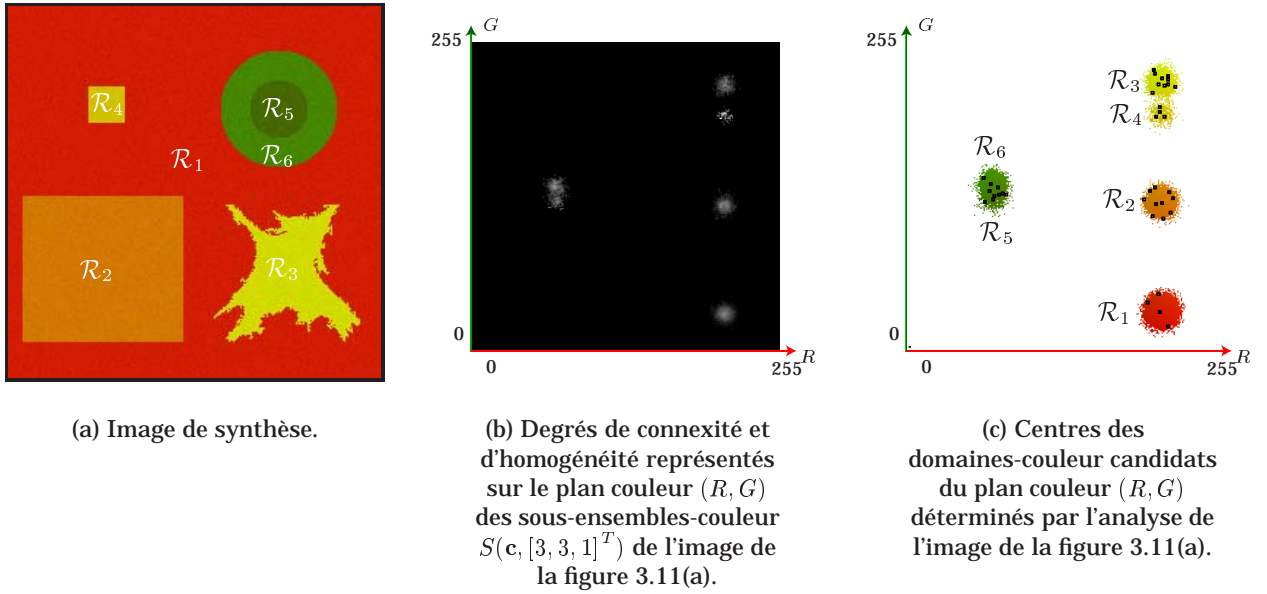 R₄
R₅
R₁
R₆
R₂
R₃
(a) Image de synthèse.
G
255
0
0
255
R
(b) Degrés de connexité et
d'homogénéité représentés
sur le plan couleur (R, G)
des sous-ensembles-couleur
S(c, [3, 3, 1]ᵀ) de l'image de
la figure 3.11(a).
G
255
R₃
R₄
R₆
R₂
R₅
R₁
0
0
255
R
(c) Centres des
domaines-couleur candidats
du plan couleur (R, G)
déterminés par l'analyse de
l'image de la figure 3.11(a).